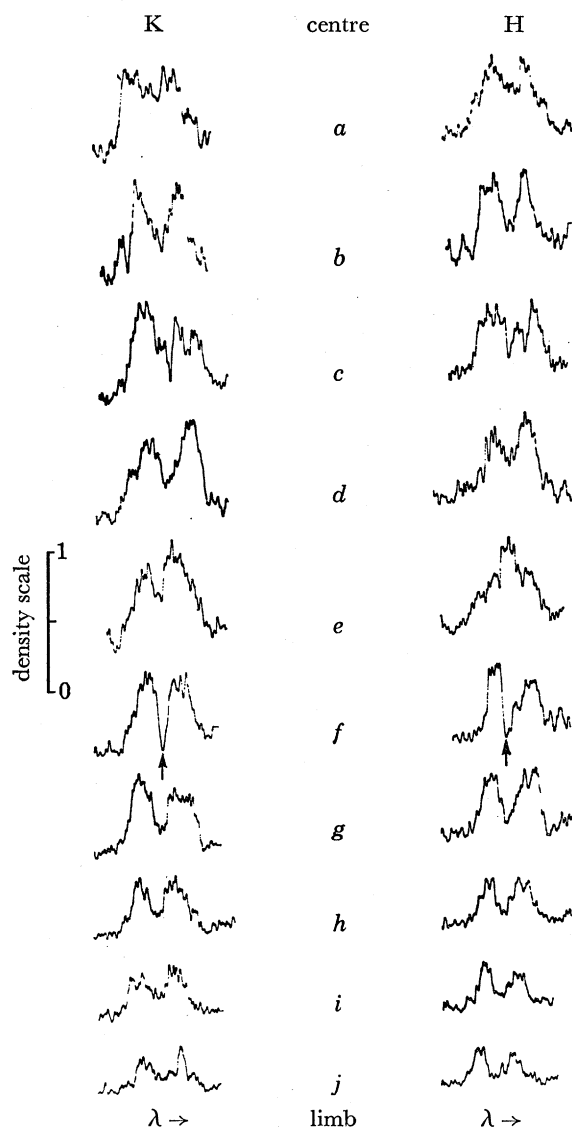 K centre H
a
b
c
d
1
e
density scale
0
f
g
h
i
j
λ → limb λ →